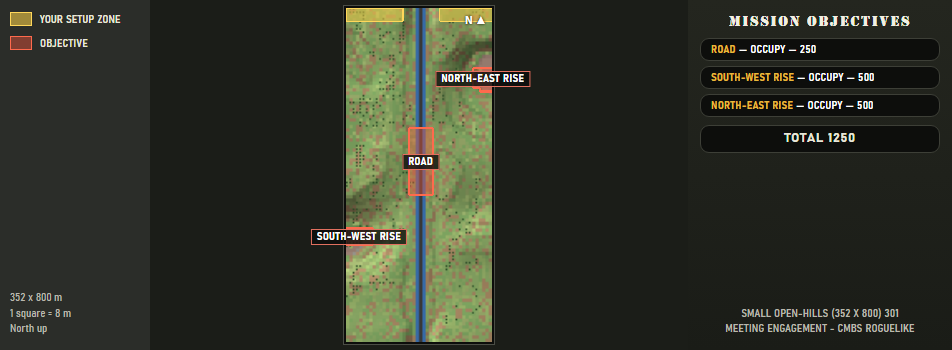 YOUR SETUP ZONE
OBJECTIVE
N
NORTH-EAST RISE
ROAD
SOUTH-WEST RISE
352 x 800 m
1 square = 8 m
North up
MISSION OBJECTIVES
ROAD — OCCUPY — 250
SOUTH-WEST RISE — OCCUPY — 500
NORTH-EAST RISE — OCCUPY — 500
TOTAL 1250
SMALL OPEN-HILLS (352 X 800) 301
MEETING ENGAGEMENT - CMBS ROGUELIKE